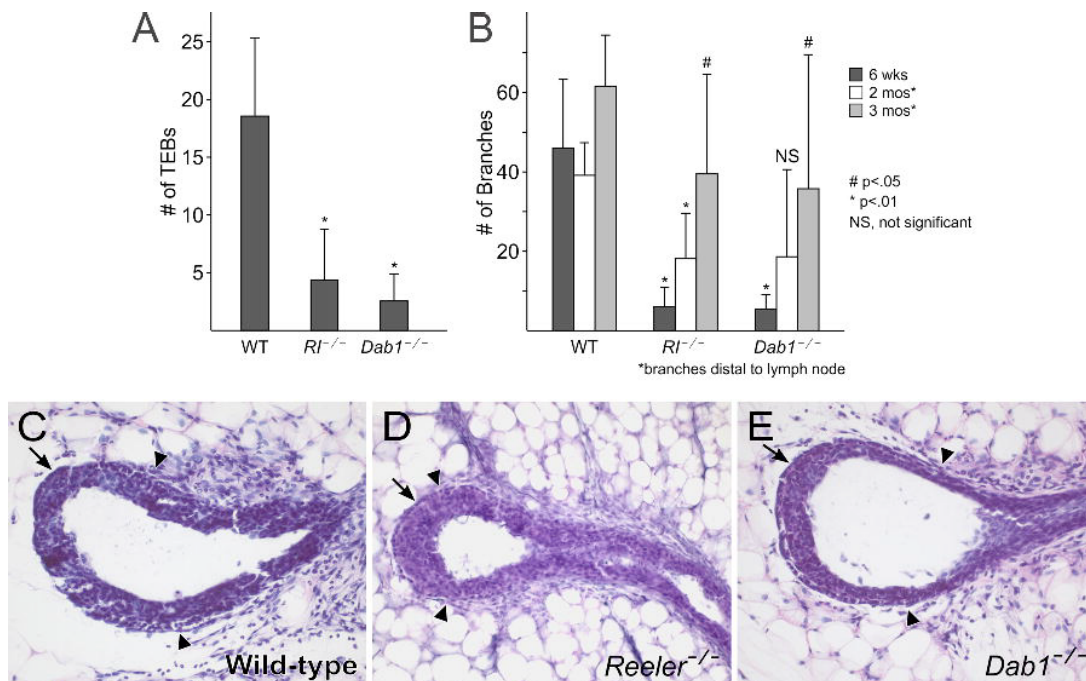 A
# of TEBs
25
20
15
10
5
*
*
WT
Rl−/−
Dab1−/−
B
# of Branches
60
40
20
#
*
*
#
NS
*
WT
Rl−/−
Dab1−/−
*branches distal to lymph node
6 wks
2 mos*
3 mos*
# p<.05
* p<.01
NS, not significant
C
Wild-type
D
Reeler−/−
E
Dab1−/−